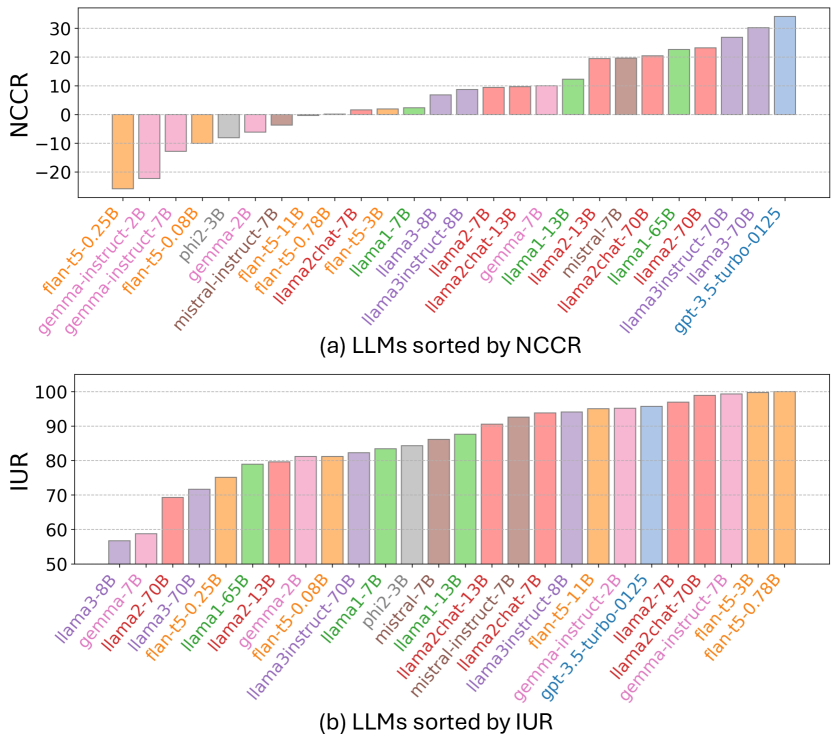 NCCR
30
20
10
0
−10
−20
flan-t5-0.25B
gemma-instruct-2B
gemma-instruct-7B
flan-t5-0.08B
phi2-3B
gemma-2B
mistral-instruct-7B
flan-t5-11B
flan-t5-0.78B
llama2chat-7B
flan-t5-3B
llama1-7B
llama3-8B
llama3instruct-8B
llama2-7B
llama2chat-13B
gemma-7B
llama1-13B
llama2-13B
mistral-7B
llama2chat-70B
llama1-65B
llama2-70B
llama3instruct-70B
llama3-70B
gpt-3.5-turbo-0125
(a) LLMs sorted by NCCR
IUR
100
90
80
70
60
50
llama3-8B
gemma-7B
llama2-70B
llama3-70B
flan-t5-0.25B
llama1-65B
llama2-13B
gemma-2B
flan-t5-0.08B
llama3instruct-70B
llama1-7B
phi2-3B
mistral-7B
llama1-13B
llama2chat-13B
mistral-instruct-7B
llama2chat-7B
llama3instruct-8B
flan-t5-11B
gemma-instruct-2B
gpt-3.5-turbo-0125
llama2-7B
llama2chat-70B
gemma-instruct-7B
flan-t5-3B
flan-t5-0.78B
(b) LLMs sorted by IUR